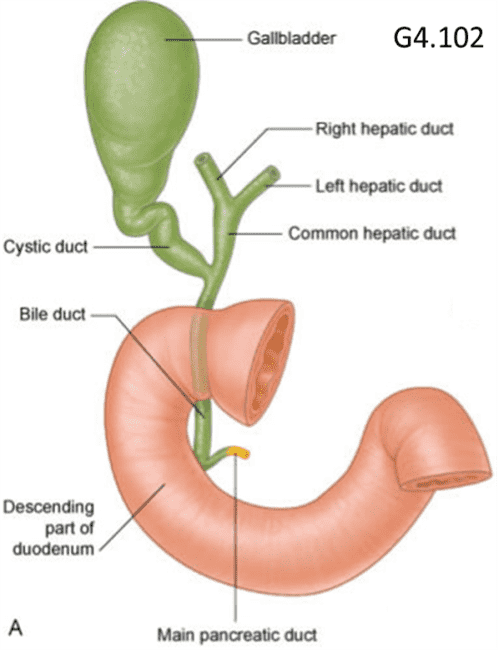 Gallbladder
G4.102
Right hepatic duct
Left hepatic duct
Common hepatic duct
Cystic duct
Bile duct
Descending
part of
duodenum
A
Main pancreatic duct